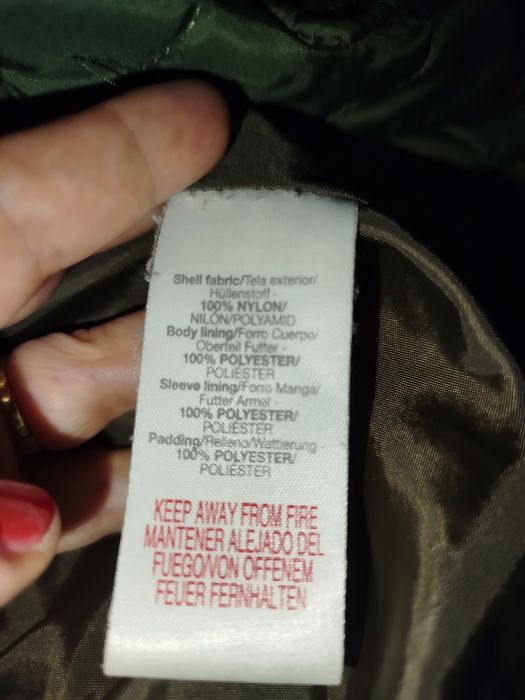 Shell fabric/Tela exterior/
Hüllenstoff -
100% NYLON/
NILÓN/POLYAMID
Body lining/Forro Cuerpo/
Oberteil Futter -
100% POLYESTER/
POLIÉSTER
Sleeve lining/Forro Manga/
Futter Armel -
100% POLYESTER/
POLIÉSTER
Padding/Relleno/Wattierung
100% POLYESTER/
POLIÉSTER
KEEP AWAY FROM FIRE
MANTENER ALEJADO DEL
FUEGO/VON OFFENEM
FEUER FERNHALTEN